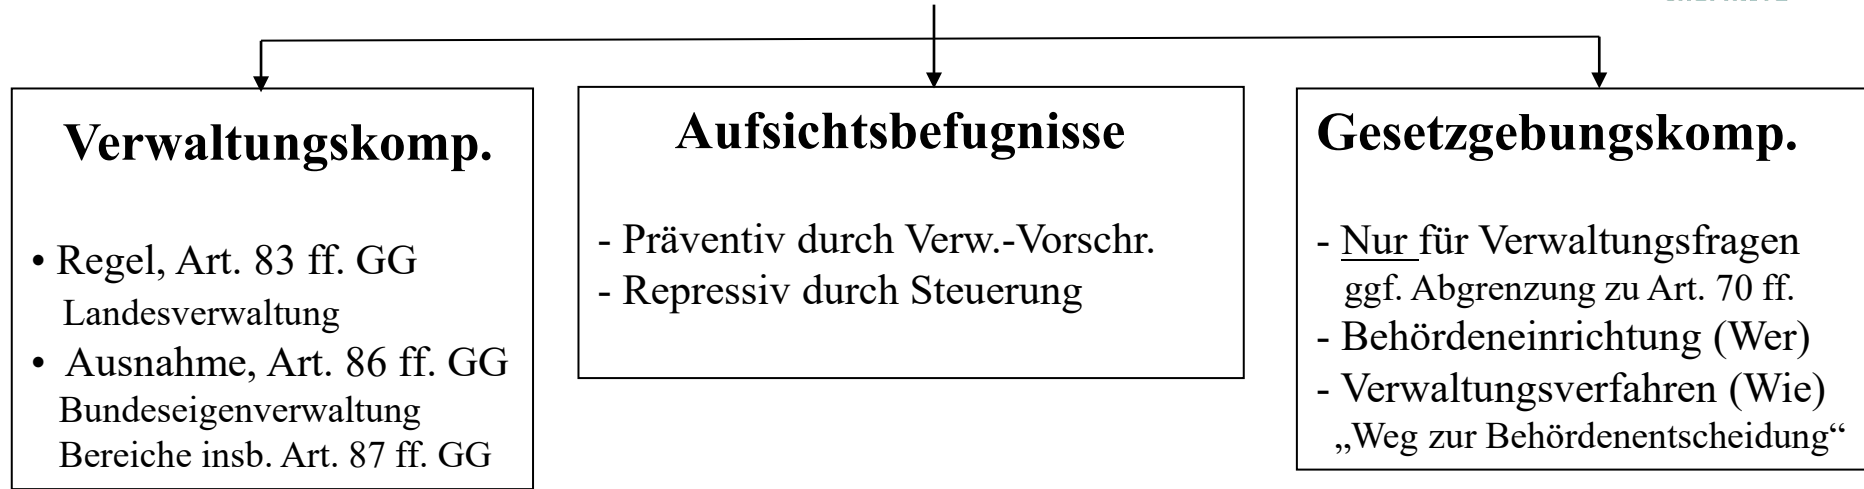 Verwaltungskomp.
• Regel, Art. 83 ff. GG
Landesverwaltung
• Ausnahme, Art. 86 ff. GG
Bundeseigenverwaltung
Bereiche insb. Art. 87 ff. GG
Aufsichtsbefugnisse
- Präventiv durch Verw.-Vorschr.
- Repressiv durch Steuerung
Gesetzgebungskomp.
- Nur für Verwaltungsfragen
ggf. Abgrenzung zu Art. 70 ff.
- Behördeneinrichtung (Wer)
- Verwaltungsverfahren (Wie)
„Weg zur Behördenentscheidung“